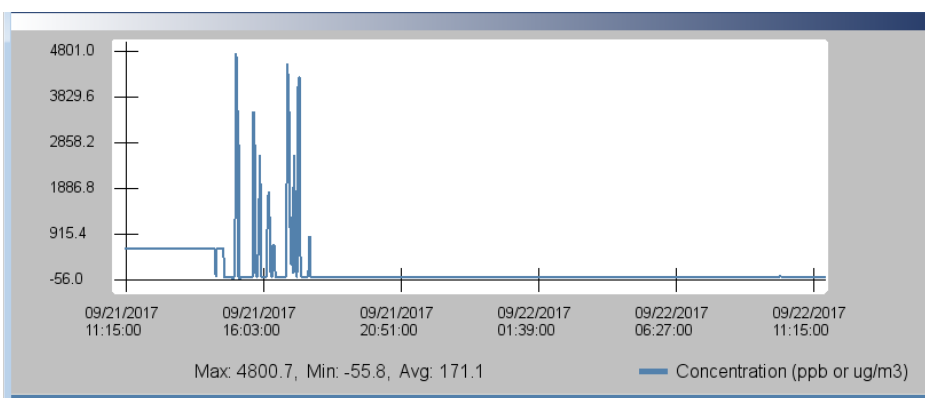 4801.0
3829.6
2858.2
1886.8
915.4
-56.0
09/21/2017 09/21/2017 09/21/2017 09/22/2017 09/22/2017 09/22/2017
11:15:00 16:03:00 20:51:00 01:39:00 06:27:00 11:15:00
Max: 4800.7, Min: -55.8, Avg: 171.1 Concentration (ppb or ug/m3)